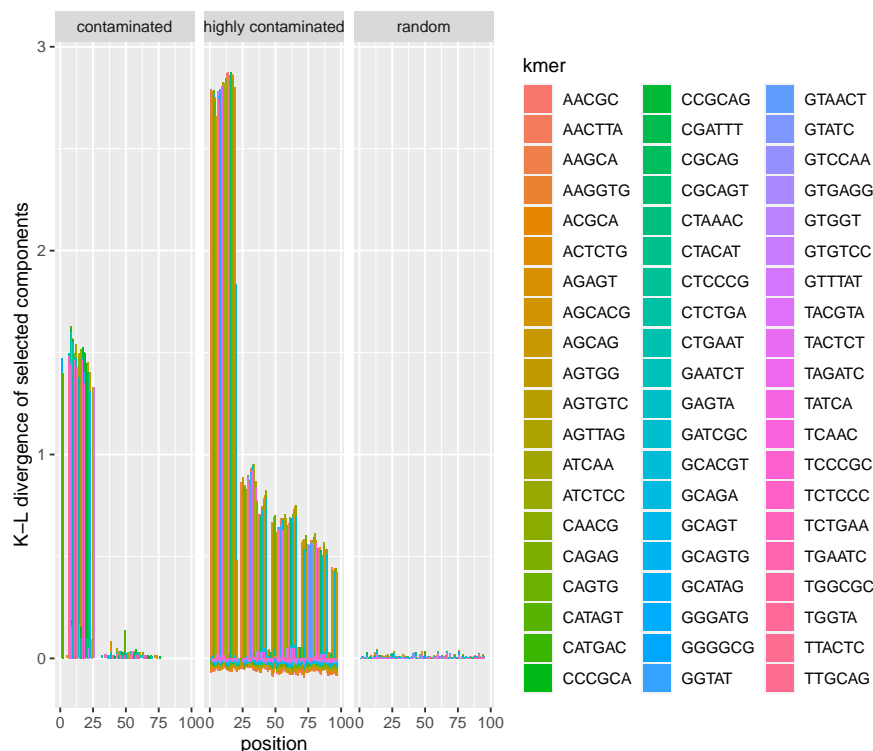 contaminated
highly contaminated
random
K−L divergence of selected components
3
2
1
0
0 25 50 75 100
0 25 50 75 100
0 25 50 75 100
position
kmer
AACGC
AACTTA
AAGCA
AAGGTG
ACGCA
ACTCTG
AGAGT
AGCACG
AGCAG
AGTGG
AGTGTC
AGTTAG
ATCAA
ATCTCC
CAACG
CAGAG
CAGTG
CATAGT
CATGAC
CCCGCA
CCGCAG
CGATTT
CGCAG
CGCAGT
CTAAAC
CTACAT
CTCCCG
CTCTGA
CTGAAT
GAATCT
GAGTA
GATCGC
GCACGT
GCAGA
GCAGT
GCAGTG
GCATAG
GGGATG
GGGGCG
GGTAT
GTAACT
GTATC
GTCCAA
GTGAGG
GTGGT
GTGTCC
GTTTAT
TACGTA
TACTCT
TAGATC
TATCA
TCAAC
TCCCGC
TCTCCC
TCTGAA
TGAATC
TGGCGC
TGGTA
TTACTC
TTGCAG